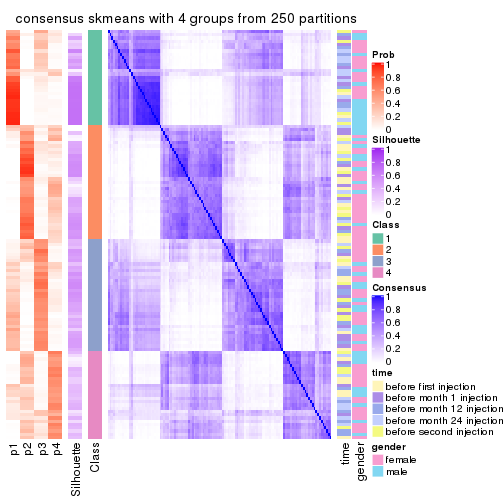 consensus skmeans with 4 groups from 250 partitions
Prob
1
0.8
0.6
0.4
0.2
0
Silhouette
1
0.8
0.6
0.4
0.2
0
Class
1
2
3
4
Consensus
1
0.8
0.6
0.4
0.2
0
time
before first injection
before month 1 injection
before month 12 injection
before month 24 injection
before second injection
gender
female
male
p1
p2
p3
p4
Silhouette
Class
time
gender